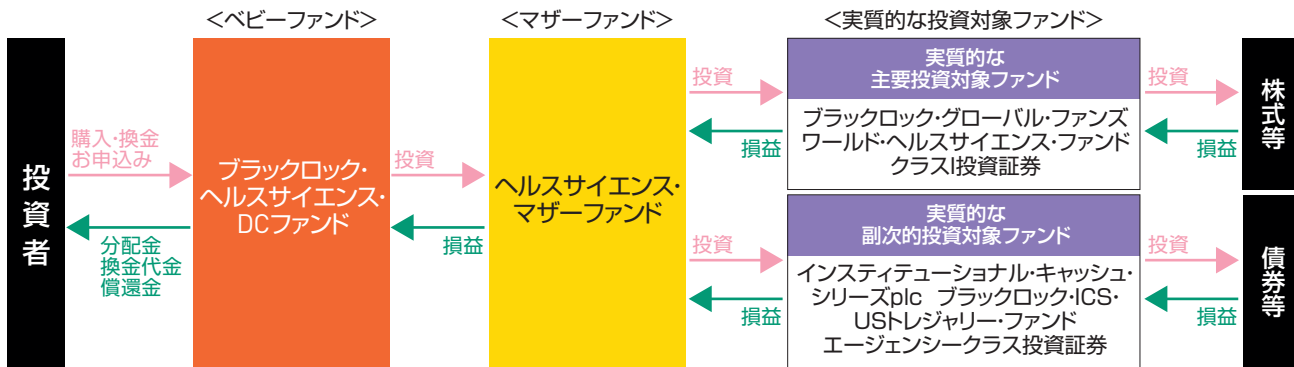 <ベビーファンド>
<マザーファンド>
<実質的な投資対象ファンド>
投資者
購入・換金
お申込み
分配金
換金代金
償還金
ブラックロック・
ヘルスサイエンス・
DCファンド
投資
損益
ヘルスサイエンス・
マザーファンド
投資
損益
実質的な
主要投資対象ファンド
ブラックロック・グローバル・ファンズ
ワールド・ヘルスサイエンス・ファンド
クラスI投資証券
投資
損益
株式等
投資
損益
実質的な
副次的投資対象ファンド
インスティテューショナル・キャッシュ・
シリーズplc ブラックロック・ICS・
USトレジャリー・ファンド
エージェンシークラス投資証券
投資
損益
債券等